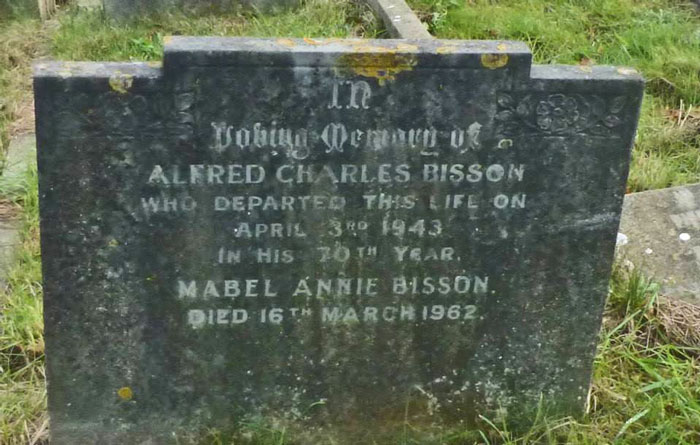 In
Loving Memory of
ALFRED CHARLES BISSON
WHO DEPARTED THIS LIFE ON
APRIL 3RD 1943
IN HIS 70TH YEAR.
MABEL ANNIE BISSON.
DIED 16TH MARCH 1962.